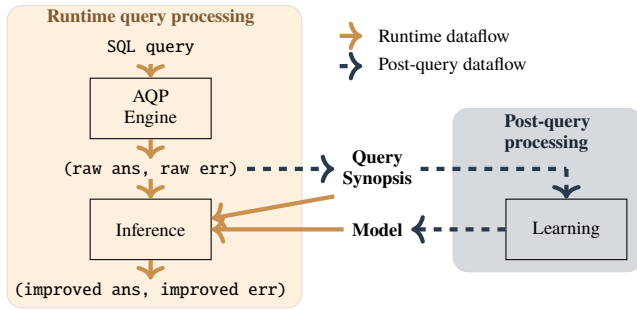 Runtime query processing
SQL query
Runtime dataflow
Post-query dataflow
AQP
Engine
Post-query
processing
(raw ans, raw err)
Query
Synopsis
Inference
Model
Learning
(improved ans, improved err)